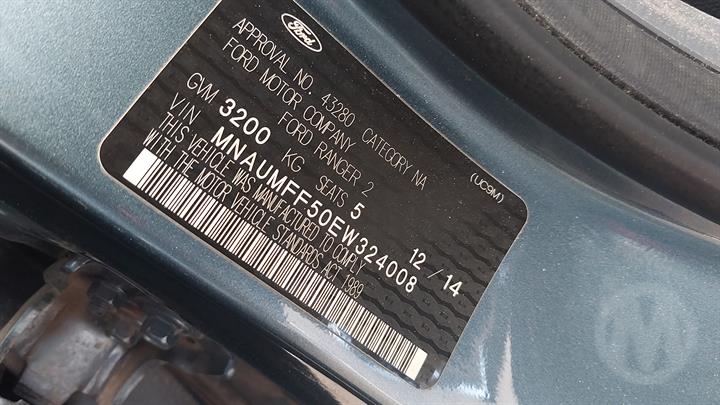 Ford
APPROVAL NO. 43280 CATEGORY NA
FORD MOTOR COMPANY
FORD RANGER 2
GVM 3200 KG SEATS 5
VIN MNAUMFF50EW324008 12/14
THIS VEHICLE WAS MANUFACTURED TO COMPLY
WITH THE MOTOR VEHICLE STANDARDS ACT 1989
(UC9M)
M